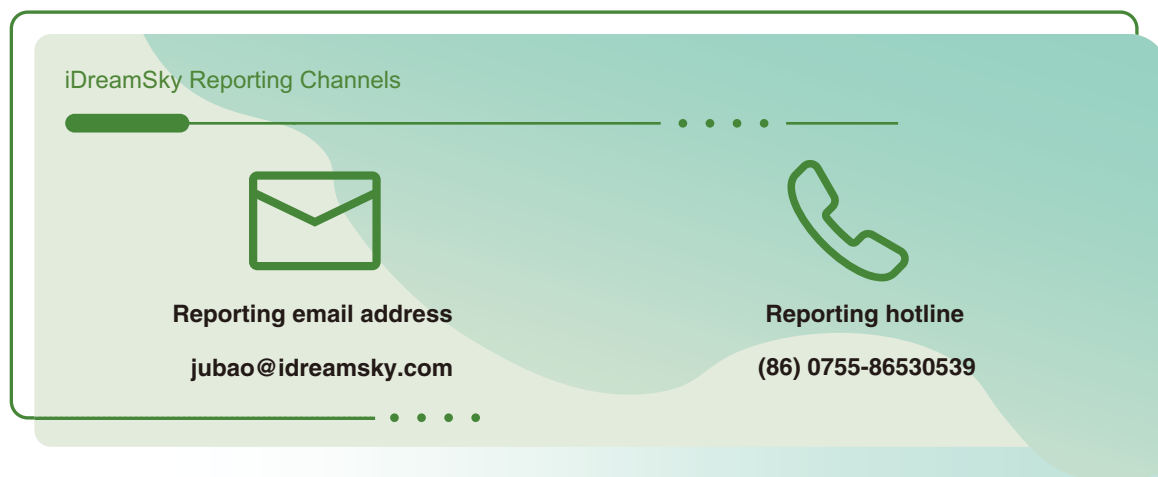 iDreamSky Reporting Channels
Reporting email address
jubao@idreamsky.com
Reporting hotline
(86) 0755-86530539